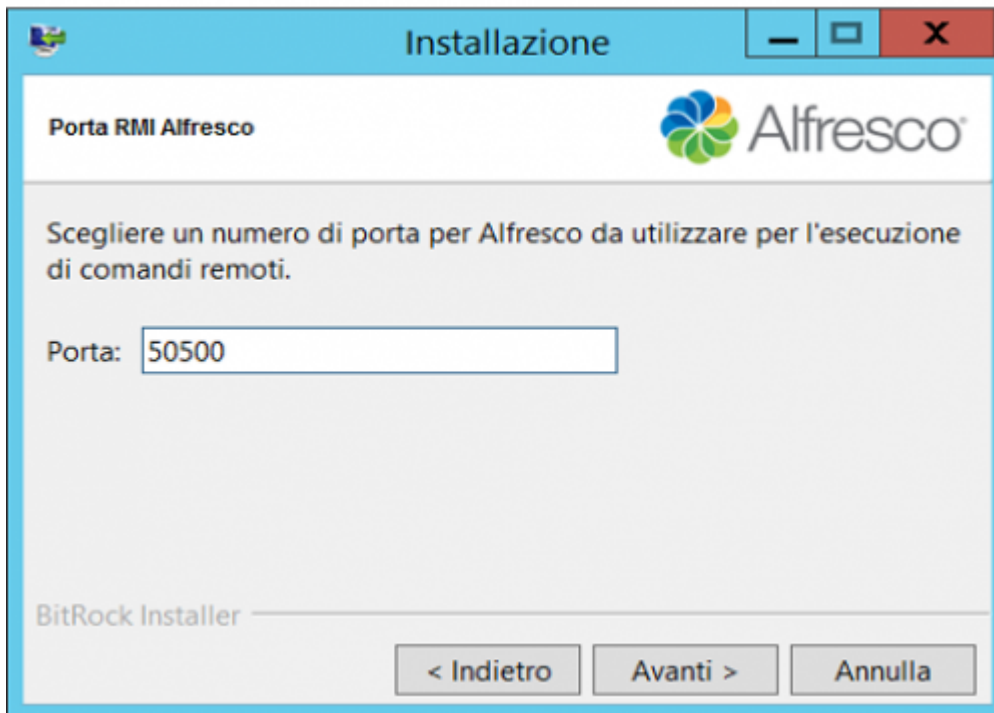 Installazione
Porta RMI Alfresco
Alfresco
Scegliere un numero di porta per Alfresco da utilizzare per l'esecuzione
di comandi remoti.
Porta: 50500
BitRock Installer
< Indietro Avanti > Annulla